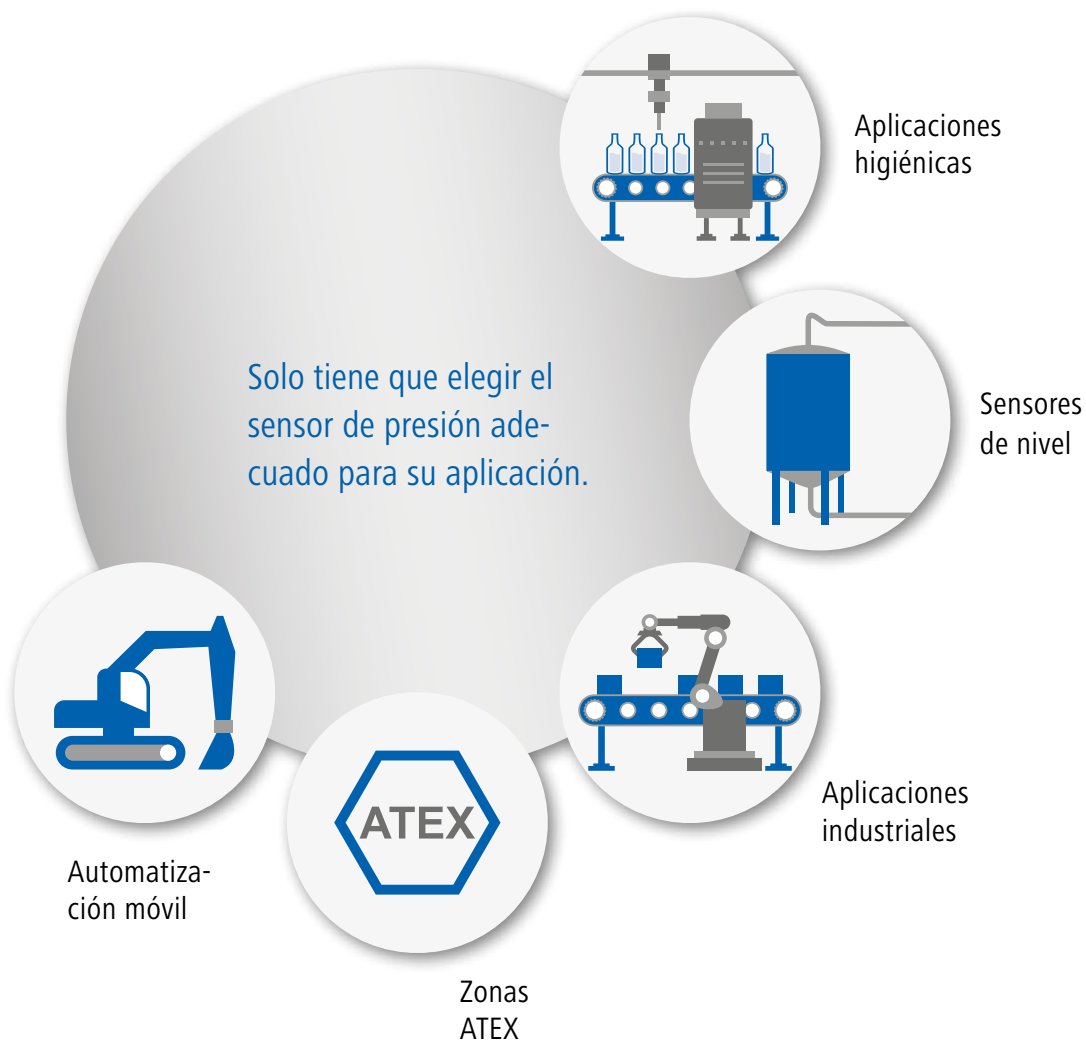 Aplicaciones
higiénicas
Solo tiene que elegir el
sensor de presión ade-
cuado para su aplicación.
Sensores
de nivel
Aplicaciones
industriales
ATEX
Automatiza-
ción móvil
Zonas
ATEX